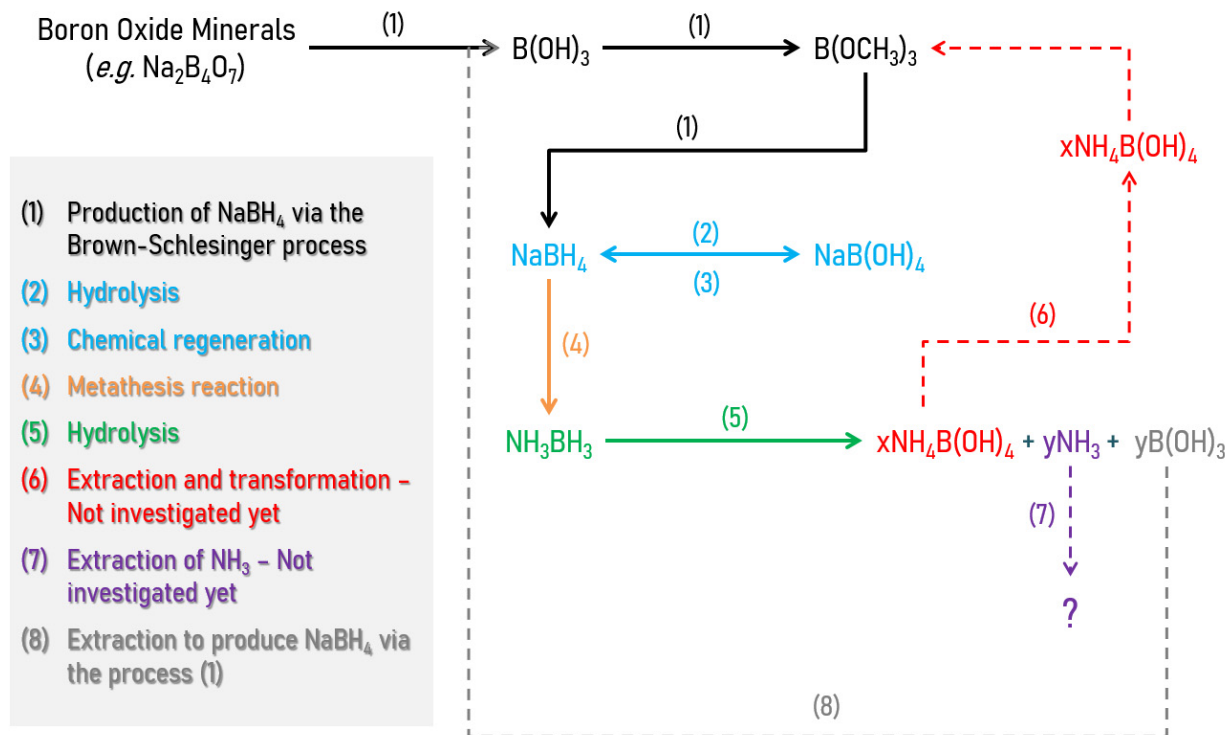 Boron Oxide Minerals
(e.g. Na₂B₄O₇)
(1)
B(OH)₃
(1)
B(OCH₃)₃
(1)
xNH₄B(OH)₄
(1) Production of NaBH₄ via the
Brown-Schlesinger process
(2) Hydrolysis
(3) Chemical regeneration
(4) Metathesis reaction
(5) Hydrolysis
(6) Extraction and transformation –
Not investigated yet
(7) Extraction of NH₃ – Not
investigated yet
(8) Extraction to produce NaBH₄ via
the process (1)
NaBH₄
(2)
(3)
NaB(OH)₄
(4)
(6)
NH₃BH₃
(5)
xNH₄B(OH)₄ + yNH₃ + yB(OH)₃
(7)
?
(8)